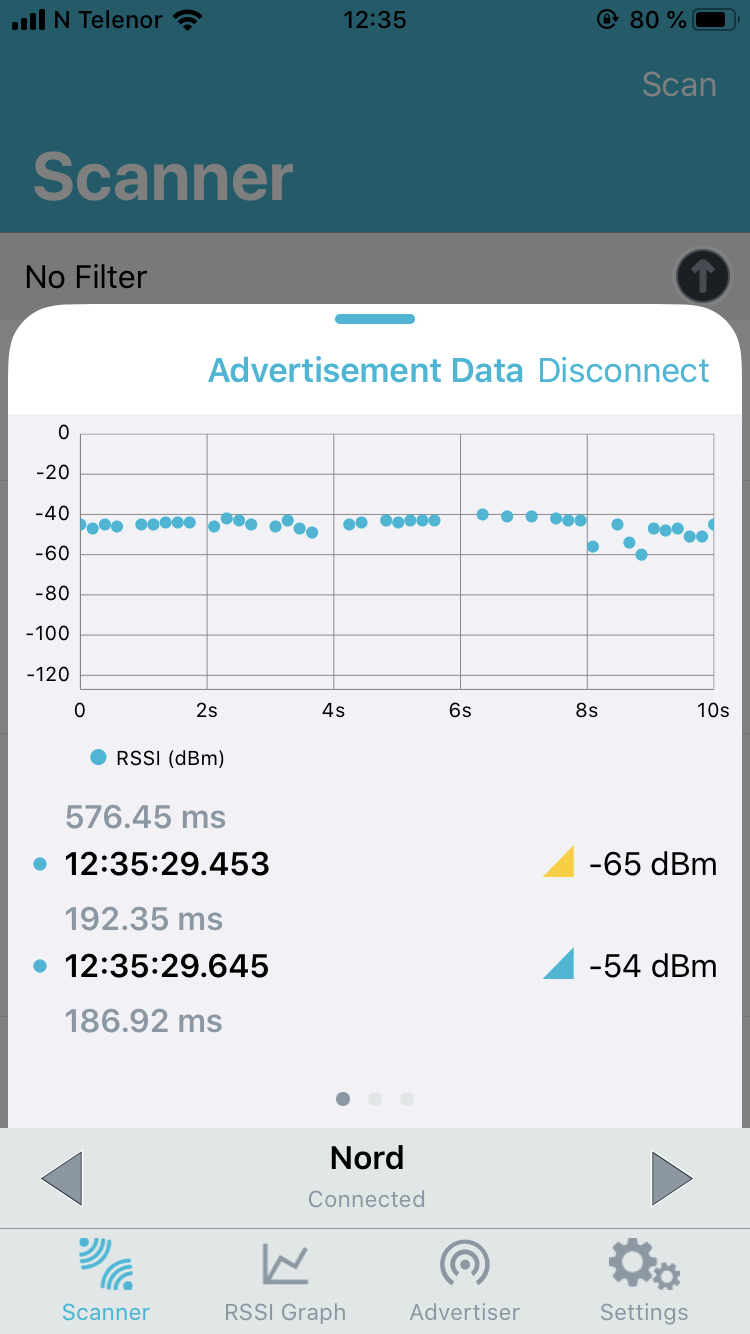 N Telenor 12:35 80 %
Scan
Scanner
No Filter
Advertisement Data Disconnect
0
-20
-40
-60
-80
-100
-120
0 2s 4s 6s 8s 10s
RSSI (dBm)
576.45 ms
12:35:29.453 -65 dBm
192.35 ms
12:35:29.645 -54 dBm
186.92 ms
Nord
Connected
Scanner RSSI Graph Advertiser Settings